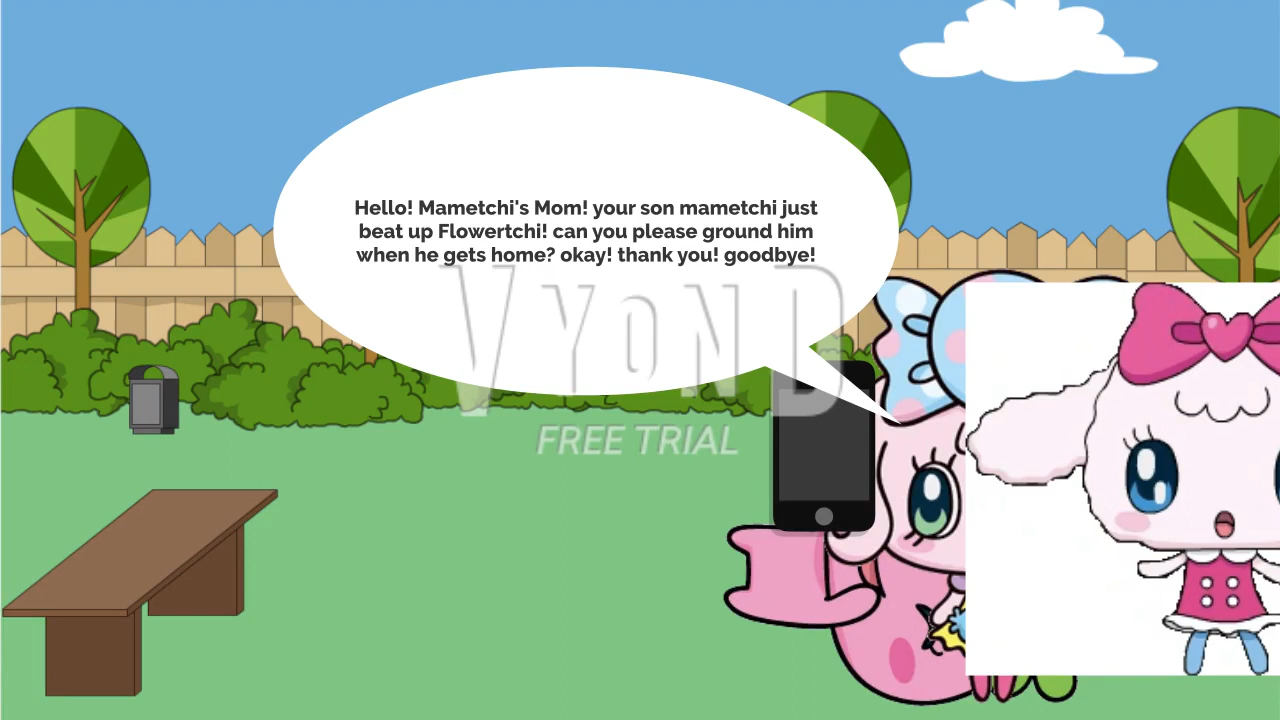 Hello! Mametchi's Mom! your son mametchi just
beat up Flowertchi! can you please ground him
when he gets home? okay! thank you! goodbye!
VYOND
FREE TRIAL